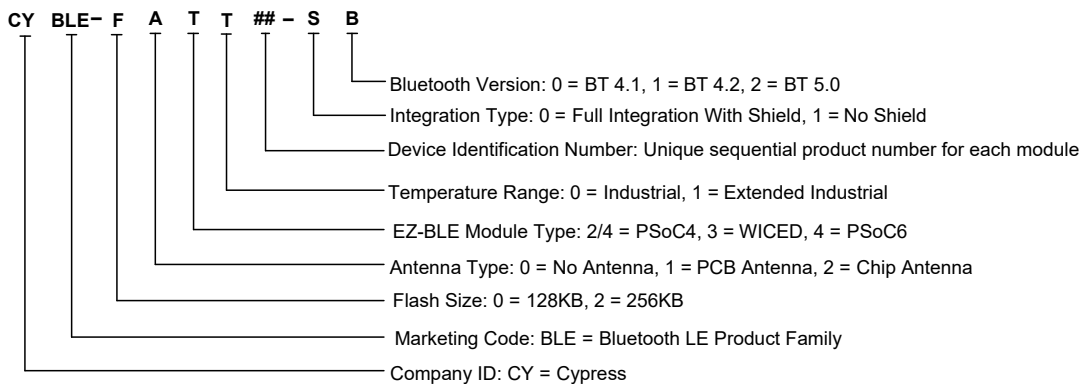 CY BLE- F A T T ## - S B
Bluetooth Version: 0 = BT 4.1, 1 = BT 4.2, 2 = BT 5.0
Integration Type: 0 = Full Integration With Shield, 1 = No Shield
Device Identification Number: Unique sequential product number for each module
Temperature Range: 0 = Industrial, 1 = Extended Industrial
EZ-BLE Module Type: 2/4 = PSoC4, 3 = WICED, 4 = PSoC6
Antenna Type: 0 = No Antenna, 1 = PCB Antenna, 2 = Chip Antenna
Flash Size: 0 = 128KB, 2 = 256KB
Marketing Code: BLE = Bluetooth LE Product Family
Company ID: CY = Cypress